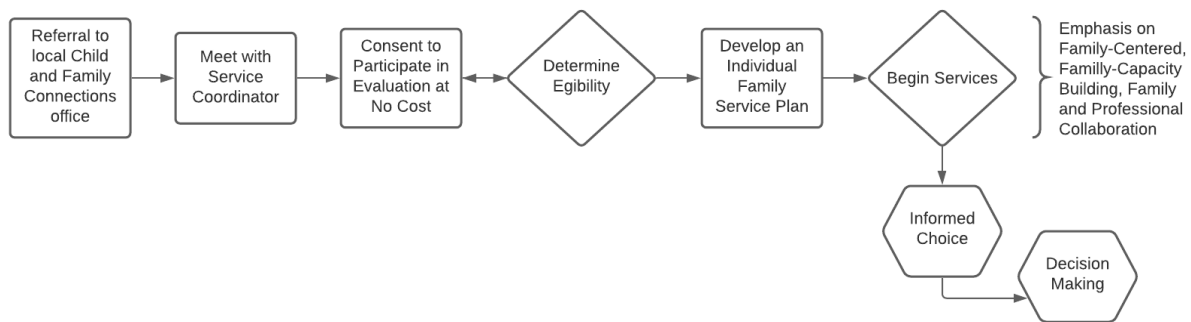 Referral to
local Child
and Family
Connections
office
Meet with
Service
Coordinator
Consent to
Participate in
Evaluation at
No Cost
Determine
Egibility
Develop an
Individual
Family
Service Plan
Begin Services
Emphasis on
Family-Centered,
Familly-Capacity
Building, Family
and Professional
Collaboration
Informed
Choice
Decision
Making